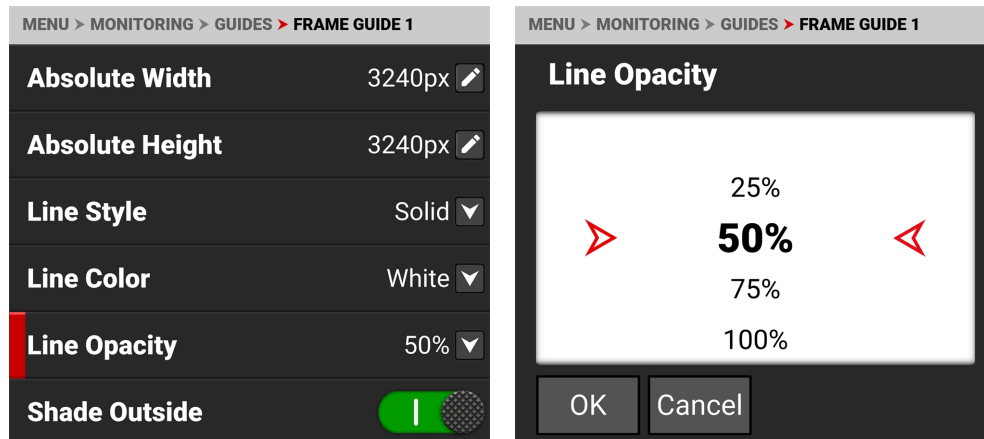 MENU > MONITORING > GUIDES > FRAME GUIDE 1
Absolute Width 3240px
Absolute Height 3240px
Line Style Solid
Line Color White
Line Opacity 50%
Shade Outside
MENU > MONITORING > GUIDES > FRAME GUIDE 1
Line Opacity
25%
50%
75%
100%
OK Cancel